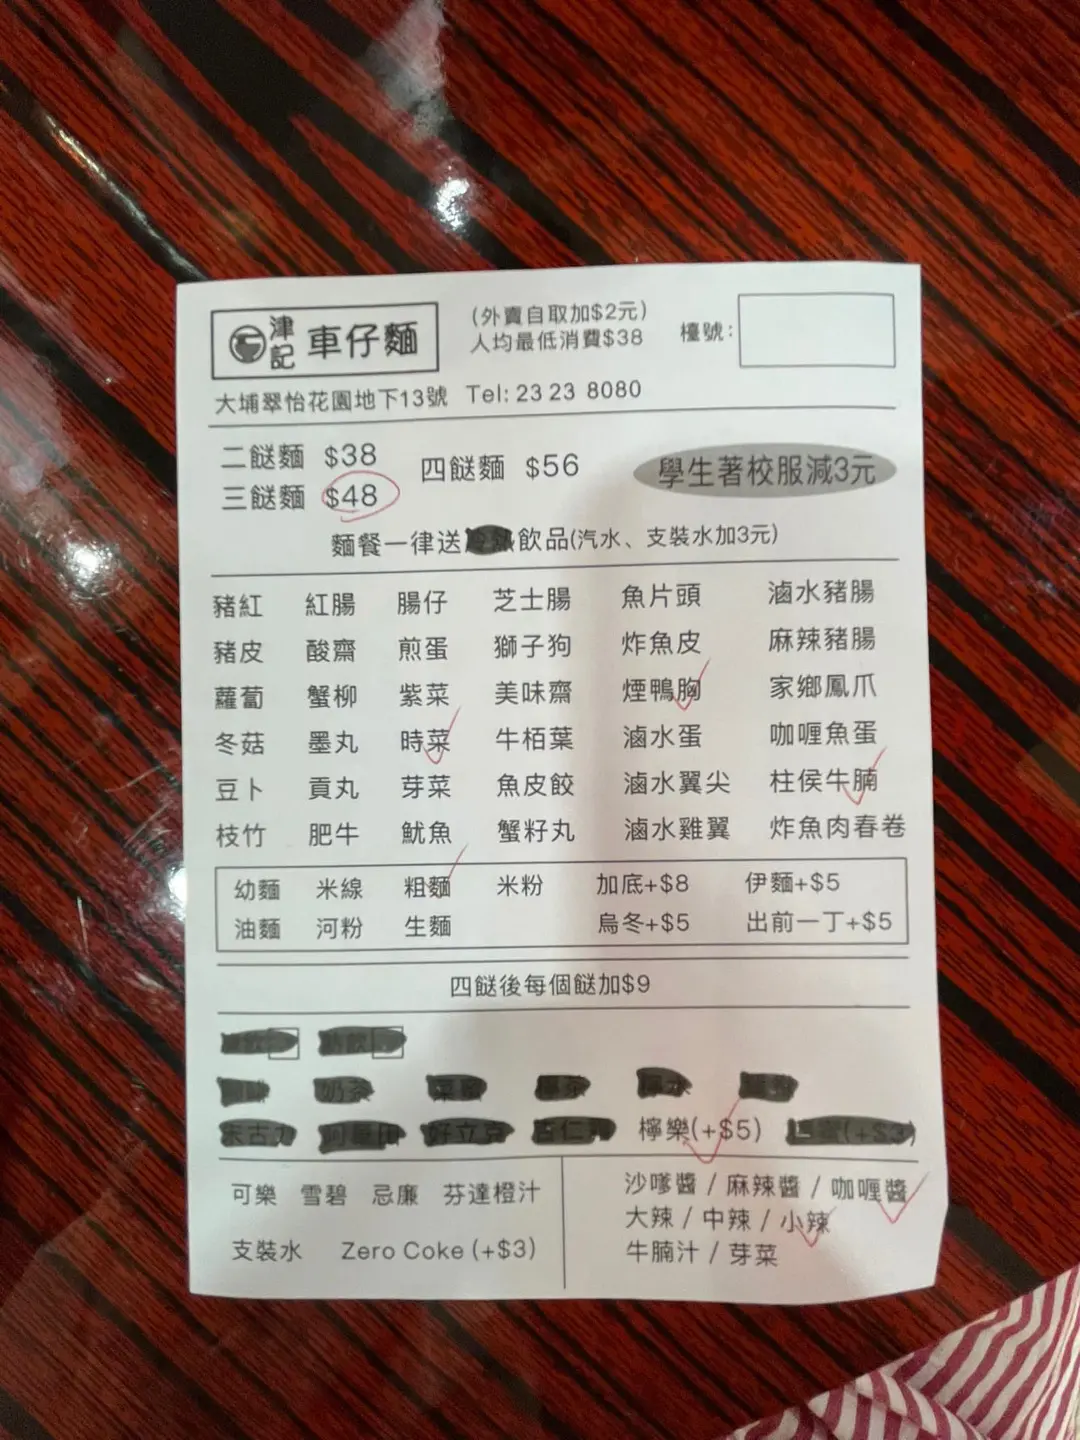 津記 車仔麵
(外賣自取加$2元)
人均最低消費$38
檯號：
大埔翠怡花園地下13號 Tel: 23 23 8080
二餸麵 $38
三餸麵 $48
四餸麵 $56
學生著校服減3元
麵餐一律送飲品(汽水、支裝水加3元)
豬紅 紅腸 腸仔 芝士腸 魚片頭 滷水豬腸
豬皮 酸齋 煎蛋 獅子狗 炸魚皮 麻辣豬腸
蘿蔔 蟹柳 紫菜 美味齋 煙鴨胸 家鄉鳳爪
冬菇 墨丸 時菜 牛栢葉 滷水蛋 咖喱魚蛋
豆卜 貢丸 芽菜 魚皮餃 滷水翼尖 柱侯牛腩
枝竹 肥牛 魷魚 蟹籽丸 滷水雞翼 炸魚肉春卷
幼麵 米線 粗麵 米粉 加底+$8 伊麵+$5
油麵 河粉 生麵 烏冬+$5 出前一丁+$5
四餸後每個餸加$9
奶茶
檸樂(+$5)
可樂 雪碧 忌廉 芬達橙汁
支裝水 Zero Coke (+$3)
沙嗲醬 / 麻辣醬 / 咖喱醬
大辣 / 中辣 / 小辣
牛腩汁 / 芽菜